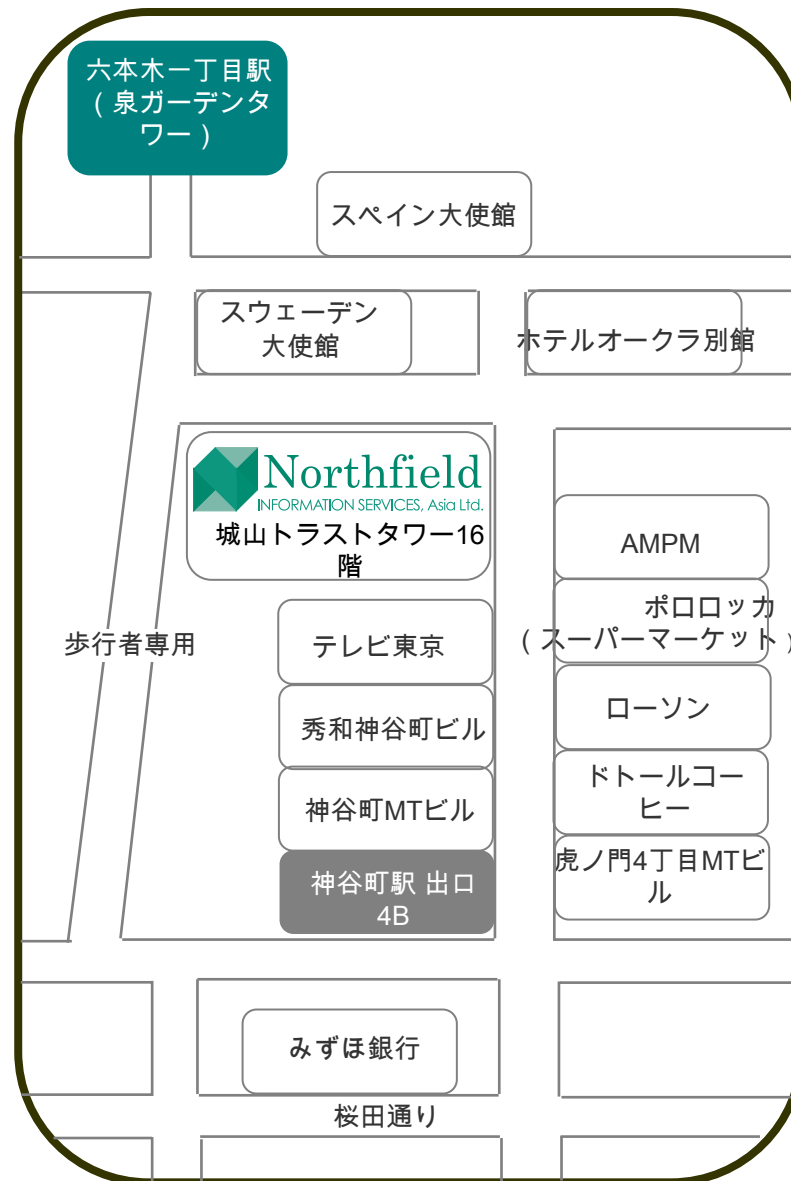 六本木一丁目駅
（泉ガーデンタ
ワー）
スペイン大使館
スウェーデン
大使館
ホテルオークラ別館
Northfield
INFORMATION SERVICES, Asia Ltd.
城山トラストタワー16
階
AMPM
ポロロッカ
（スーパーマーケット）
歩行者専用
テレビ東京
ローソン
秀和神谷町ビル
ドトールコー
ヒー
神谷町MTビル
虎ノ門4丁目MTビ
ル
神谷町駅 出口
4B
みずほ銀行
桜田通り